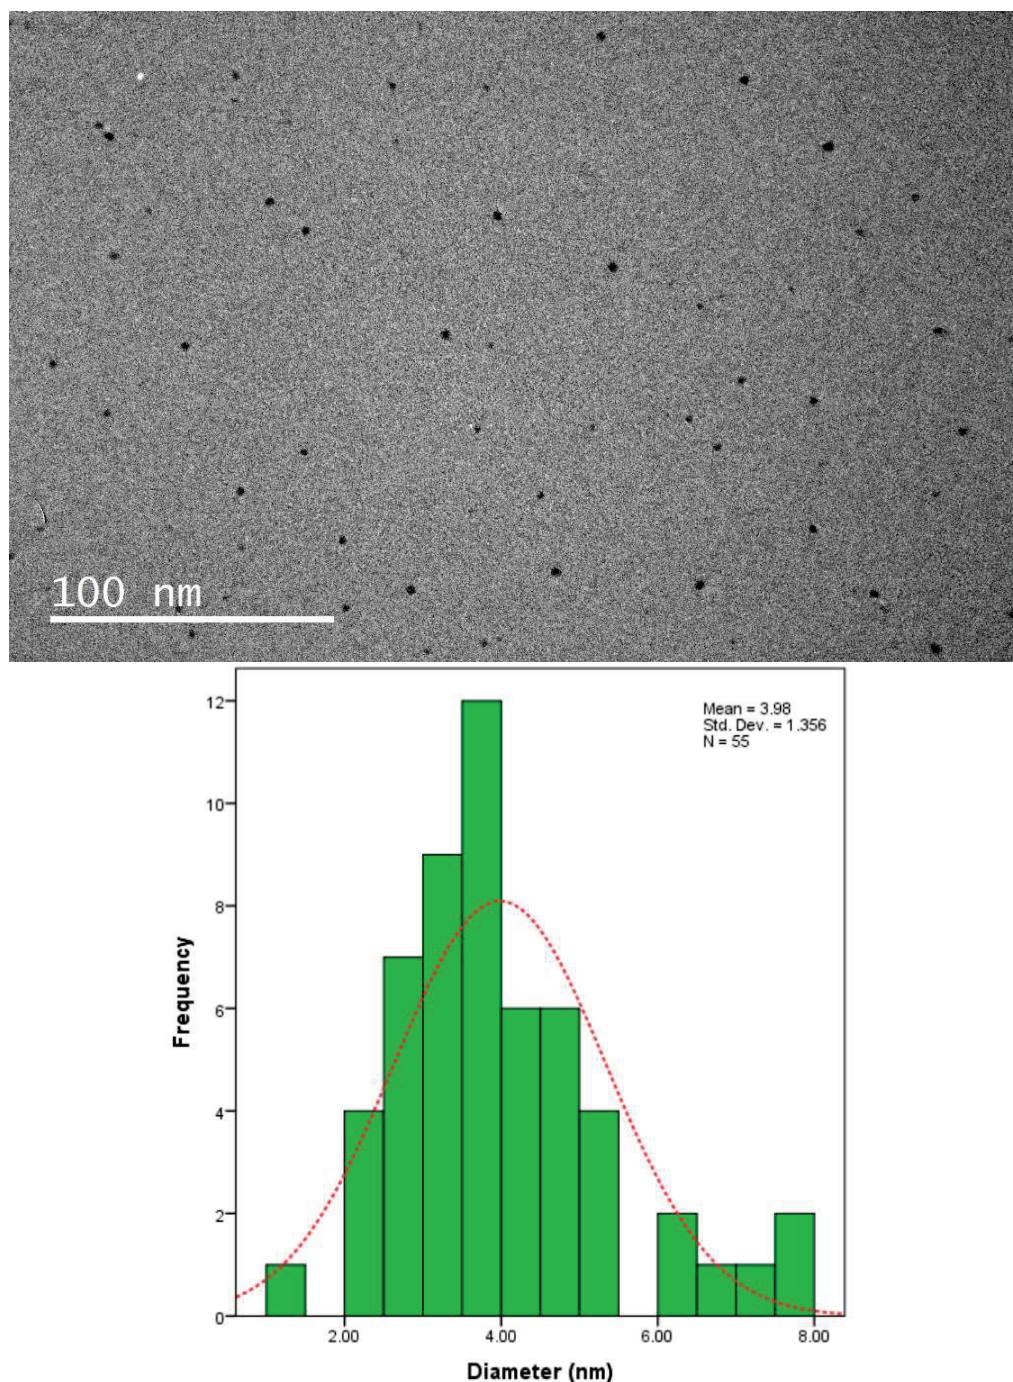 100 nm
Mean = 3.98
Std. Dev. = 1.356
N = 55
12
10
8
6
4
2
0
Frequency
2.00 4.00 6.00 8.00
Diameter (nm)